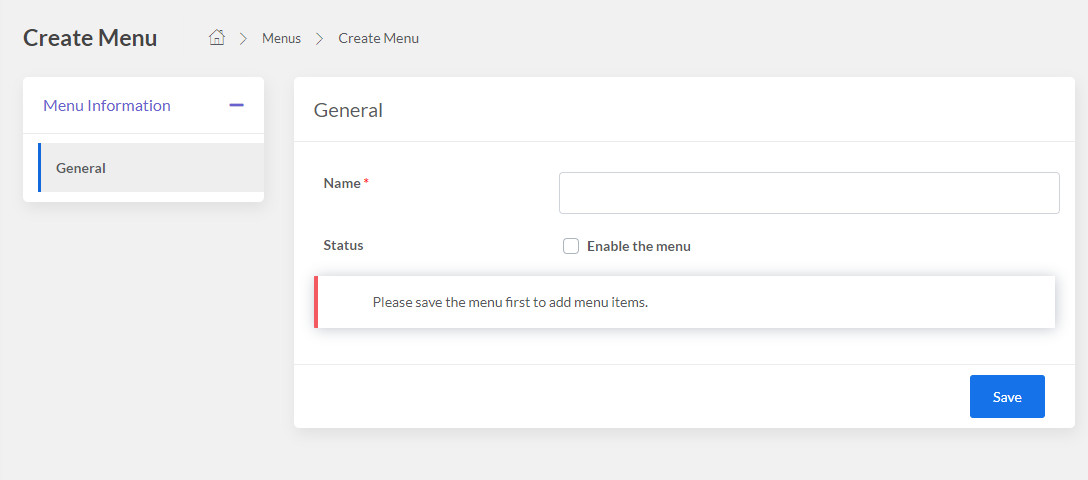 Create Menu
Menus
Create Menu
Menu Information
General
General
Name *
Status
Enable the menu
Please save the menu first to add menu items.
Save